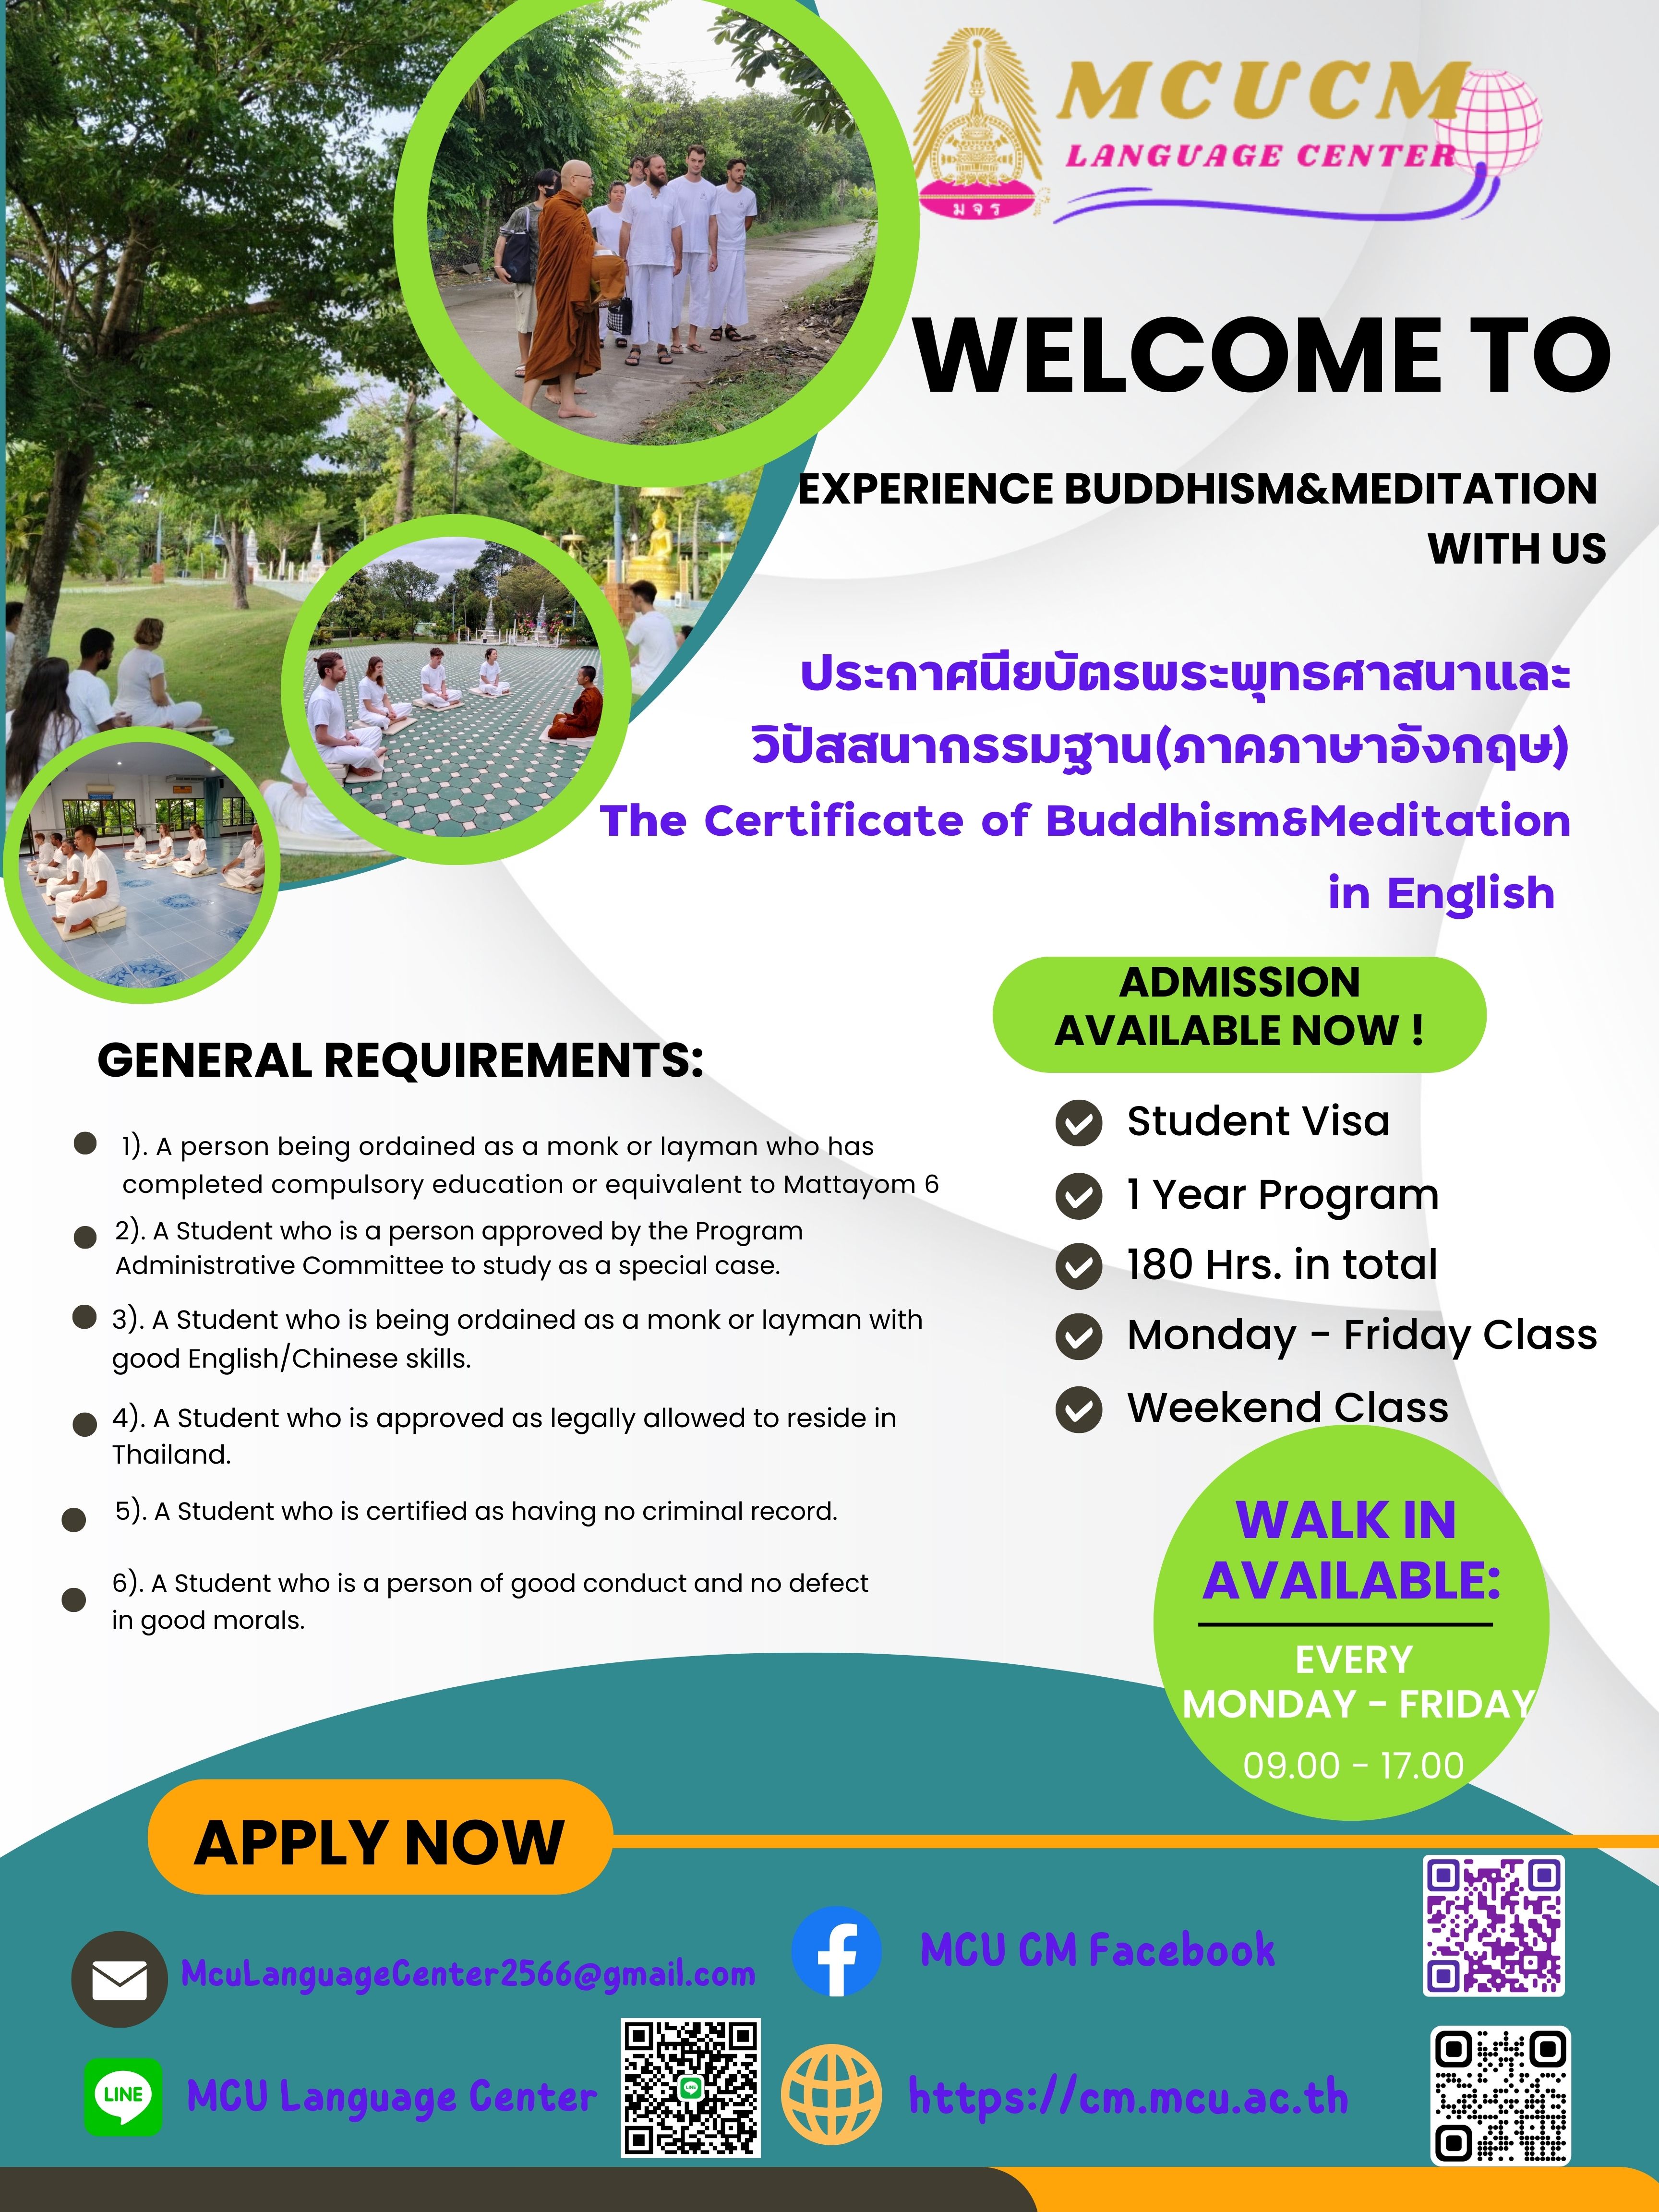 MCUCM
LANGUAGE CENTER
มจร
WELCOME TO
EXPERIENCE BUDDHISM&MEDITATION
WITH US
ประกาศนียบัตรพระพุทธศาสนาและ
วิปัสสนากรรมฐาน(ภาคภาษาอังกฤษ)
The Certificate of Buddhism&Meditation
in English
ADMISSION
AVAILABLE NOW !
Student Visa
1 Year Program
180 Hrs. in total
Monday - Friday Class
Weekend Class
GENERAL REQUIREMENTS:
1). A person being ordained as a monk or layman who has
completed compulsory education or equivalent to Mattayom 6
2). A Student who is a person approved by the Program
Administrative Committee to study as a special case.
3). A Student who is being ordained as a monk or layman with
good English/Chinese skills.
4). A Student who is approved as legally allowed to reside in
Thailand.
5). A Student who is certified as having no criminal record.
6). A Student who is a person of good conduct and no defect
in good morals.
WALK IN
AVAILABLE:
EVERY
MONDAY - FRIDAY
09.00 - 17.00
APPLY NOW
McuLanguageCenter2566@gmail.com
MCU CM Facebook
LINE
MCU Language Center
https://cm.mcu.ac.th